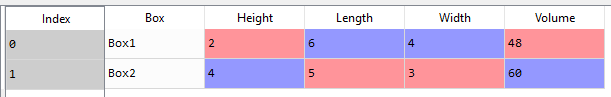 Index Box Height Length Width Volume
0 Box1 2 6 4 48
1 Box2 4 5 3 60